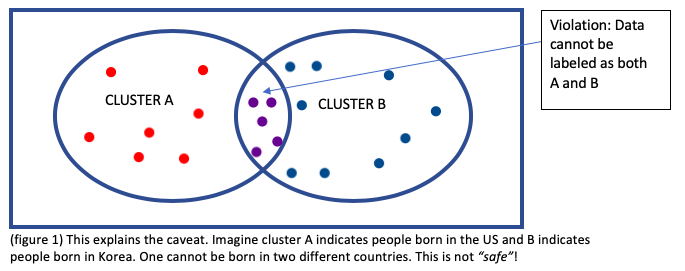 Violation: Data
cannot be
labeled as both
A and B
CLUSTER A
CLUSTER B
(figure 1) This explains the caveat. Imagine cluster A indicates people born in the US and B indicates
people born in Korea. One cannot be born in two different countries. This is not “safe”!